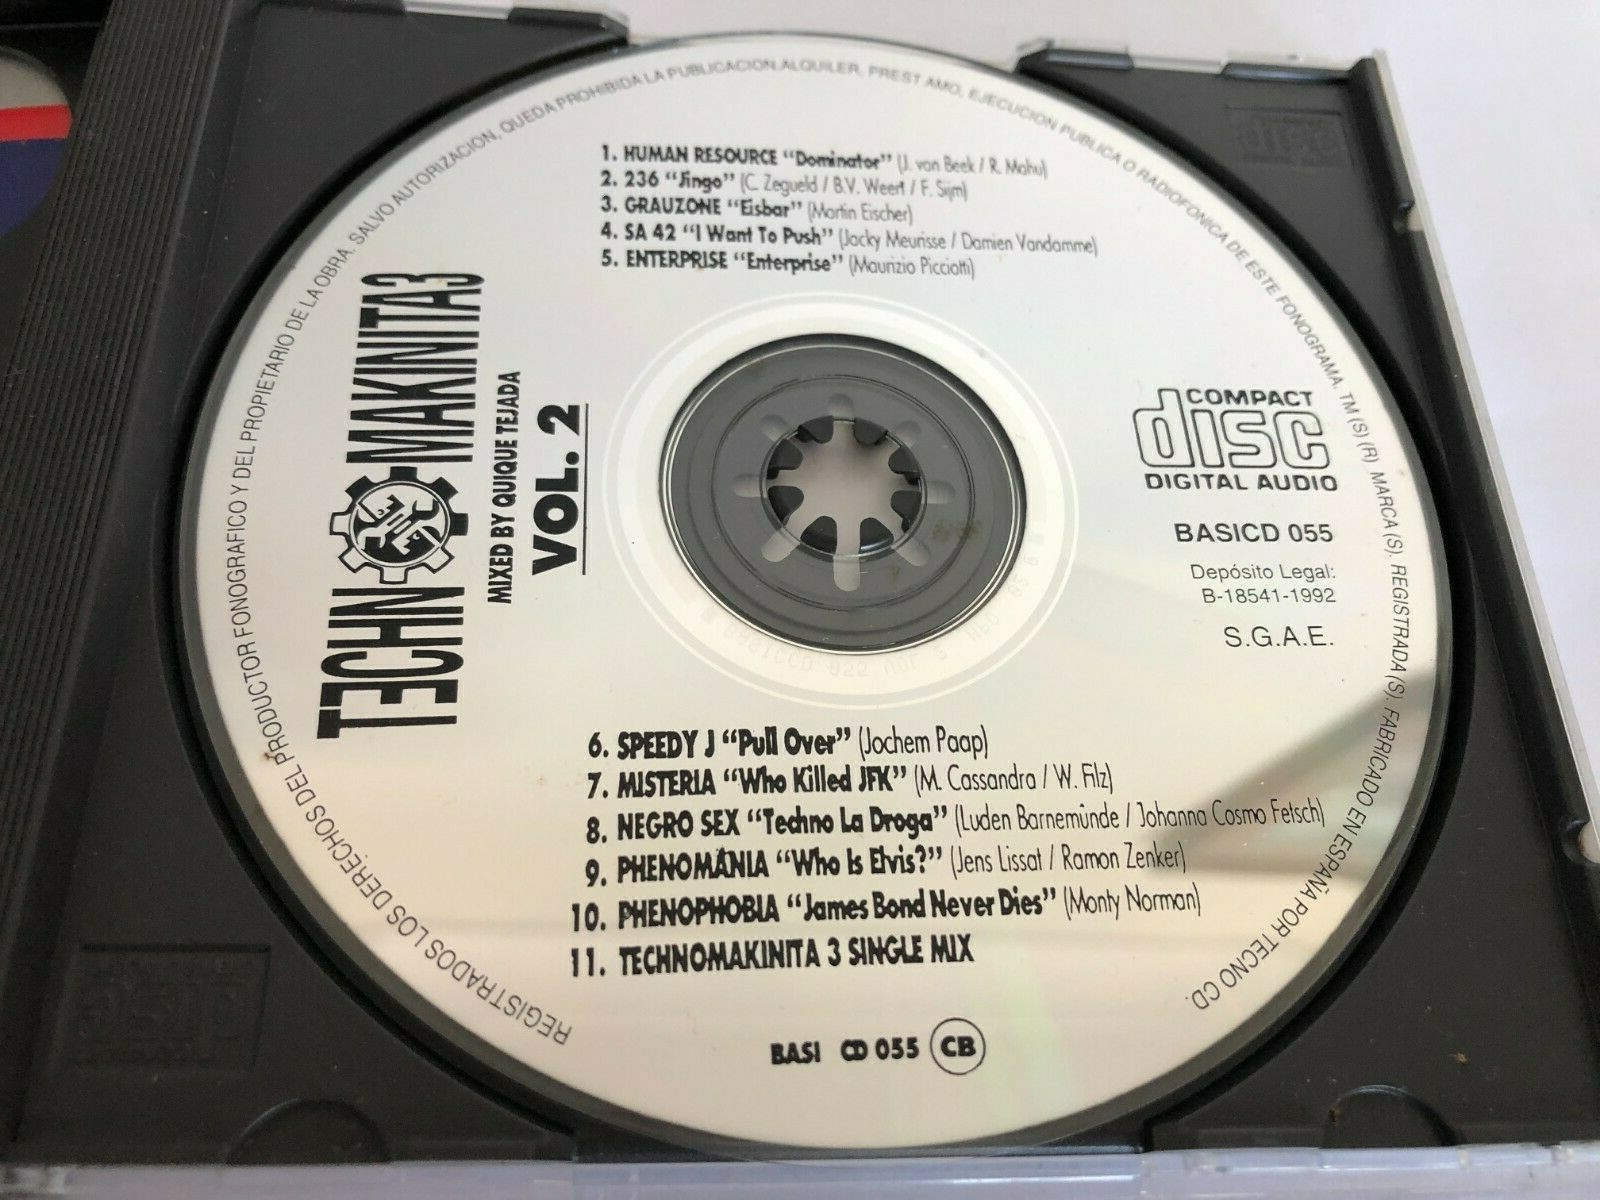 REGISTRADOS LOS DERECHOS DEL PRODUCTOR FONOGRAFICO Y DEL PROPIETARIO DE LA OBRA. SALVO AUTORIZACION, QUEDA PROHIBIDA LA PUBLICACION, ALQUILER, PREST AMO, EJECUCION PUBLICA O RADIOFONICA DE ESTE FONOGRAMA. TM (S) (R) MARCA (S). REGISTRADA (S). FABRICADO EN ESPAÑA POR TECNO CD.
1. HUMAN RESOURCE "Dominator" (J. van Beek / R. Mahu)
2. 236 "Jingo" (C. Zegueld / B.V. Weert / F. Sijm)
3. GRAUZONE "Eisbar" (Martin Eischer)
4. SA 42 "I Want To Push" (Jacky Meurisse / Damien Vandamme)
5. ENTERPRISE "Enterprise" (Maurizio Picciotti)
TECHNOMAKINITA3
MIXED BY QUIQUE TEJADA
VOL. 2
COMPACT
disc
DIGITAL AUDIO
BASICD 055
Depósito Legal:
B-18541-1992
S.G.A.E.
6. SPEEDY J "Pull Over" (Jochem Paap)
7. MISTERIA "Who Killed JFK" (M. Cassandra / W. Filz)
8. NEGRO SEX "Techno La Droga" (Luden Barnemünde / Johanna Cosmo Fetsch)
9. PHENOMANIA "Who Is Elvis?" (Jens Lissat / Ramon Zenker)
10. PHENOPHOBIA "James Bond Never Dies" (Monty Norman)
11. TECHNOMAKINITA 3 SINGLE MIX
BASI CD 055 CB